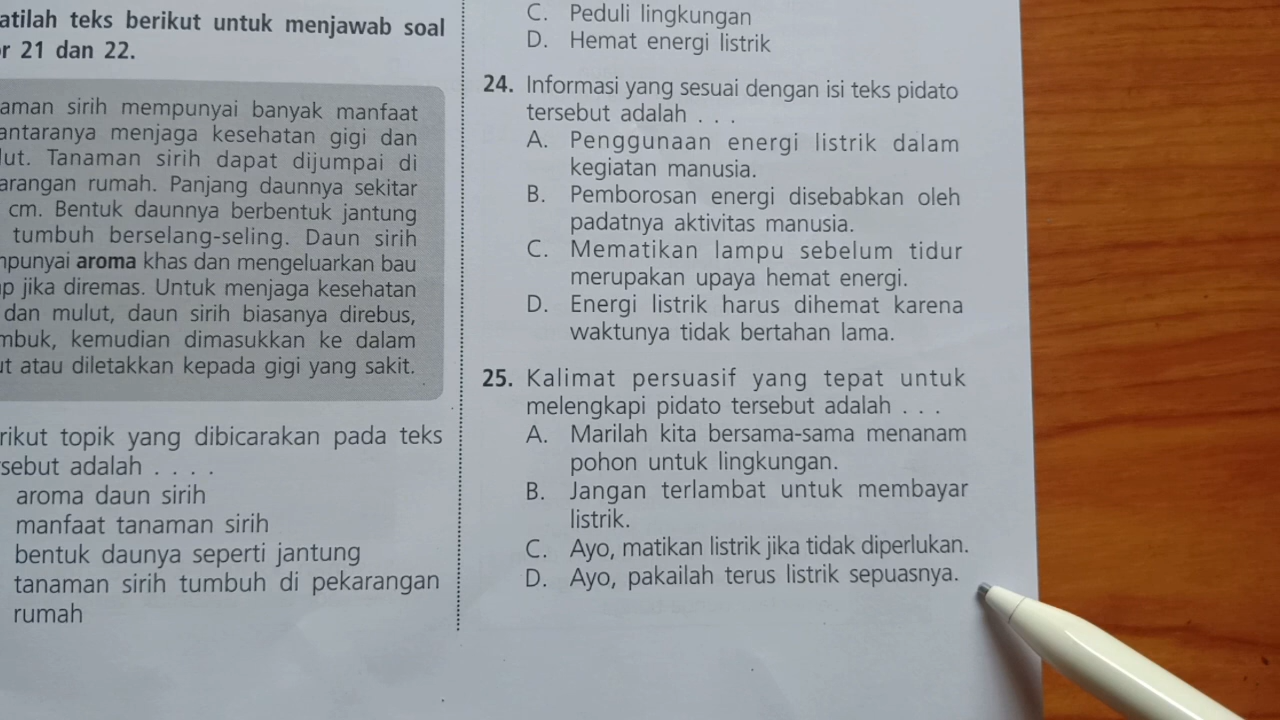 atilah teks berikut untuk menjawab soal
r 21 dan 22.
aman sirih mempunyai banyak manfaat
antaranya menjaga kesehatan gigi dan
lut. Tanaman sirih dapat dijumpai di
arangan rumah. Panjang daunnya sekitar
cm. Bentuk daunnya berbentuk jantung
tumbuh berselang-seling. Daun sirih
npunyai aroma khas dan mengeluarkan bau
p jika diremas. Untuk menjaga kesehatan
dan mulut, daun sirih biasanya direbus,
mbuk, kemudian dimasukkan ke dalam
ut atau diletakkan kepada gigi yang sakit.
rikut topik yang dibicarakan pada teks
sebut adalah . . . .
aroma daun sirih
manfaat tanaman sirih
bentuk daunya seperti jantung
tanaman sirih tumbuh di pekarangan
rumah
C. Peduli lingkungan
D. Hemat energi listrik
24. Informasi yang sesuai dengan isi teks pidato
tersebut adalah . . .
A. Penggunaan energi listrik dalam
kegiatan manusia.
B. Pemborosan energi disebabkan oleh
padatnya aktivitas manusia.
C. Mematikan lampu sebelum tidur
merupakan upaya hemat energi.
D. Energi listrik harus dihemat karena
waktunya tidak bertahan lama.
25. Kalimat persuasif yang tepat untuk
melengkapi pidato tersebut adalah . . .
A. Marilah kita bersama-sama menanam
pohon untuk lingkungan.
B. Jangan terlambat untuk membayar
listrik.
C. Ayo, matikan listrik jika tidak diperlukan.
D. Ayo, pakailah terus listrik sepuasnya.